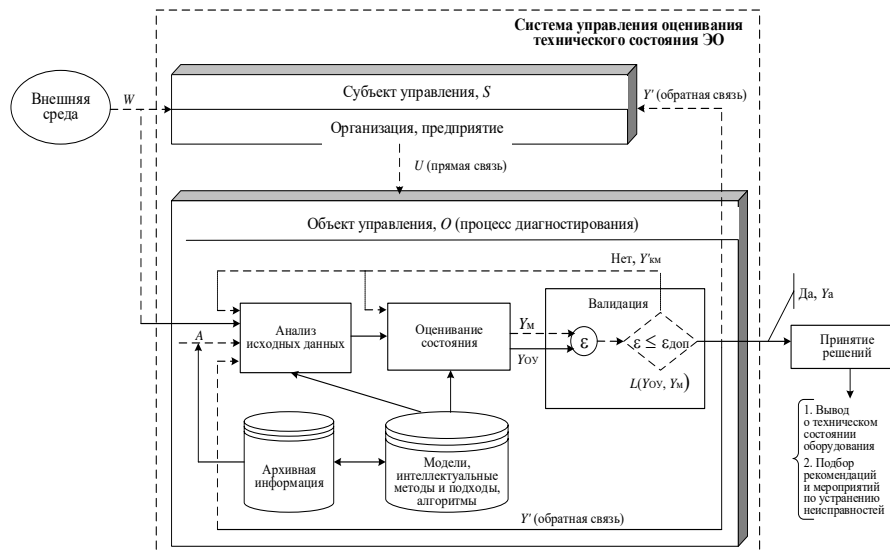 Система управления оценивания
технического состояния ЭО
Внешняя
среда
W
Субъект управления, S
Организация, предприятие
Y' (обратная связь)
U (прямая связь)
Объект управления, O (процесс диагностирования)
Нет, Y'км
Да, Yа
Валидация
A
Анализ
исходных данных
Оценивание
состояния
Yм
Yоу
ε
ε ≤ εдоп
L(Yоу, Yм)
Принятие
решений
Архивная
информация
Модели,
интеллектуальные
методы и подходы,
алгоритмы
Y' (обратная связь)
1. Вывод
о техническом
состоянии
оборудования
2. Подбор
рекомендаций
и мероприятий
по устранению
неисправностей